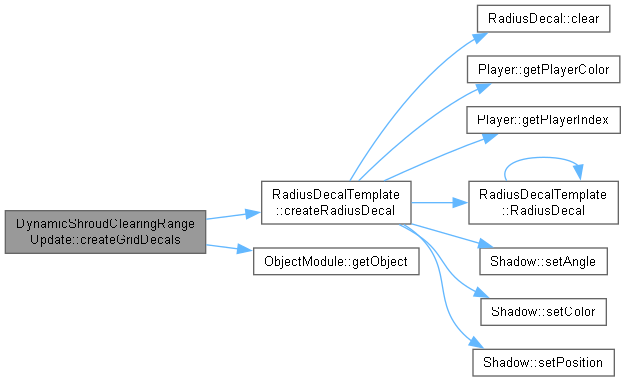 RadiusDecal::clear
Player::getPlayerColor
Player::getPlayerIndex
RadiusDecalTemplate
::createRadiusDecal
RadiusDecalTemplate
::RadiusDecal
DynamicShroudClearingRange
Update::createGridDecals
ObjectModule::getObject
Shadow::setAngle
Shadow::setColor
Shadow::setPosition